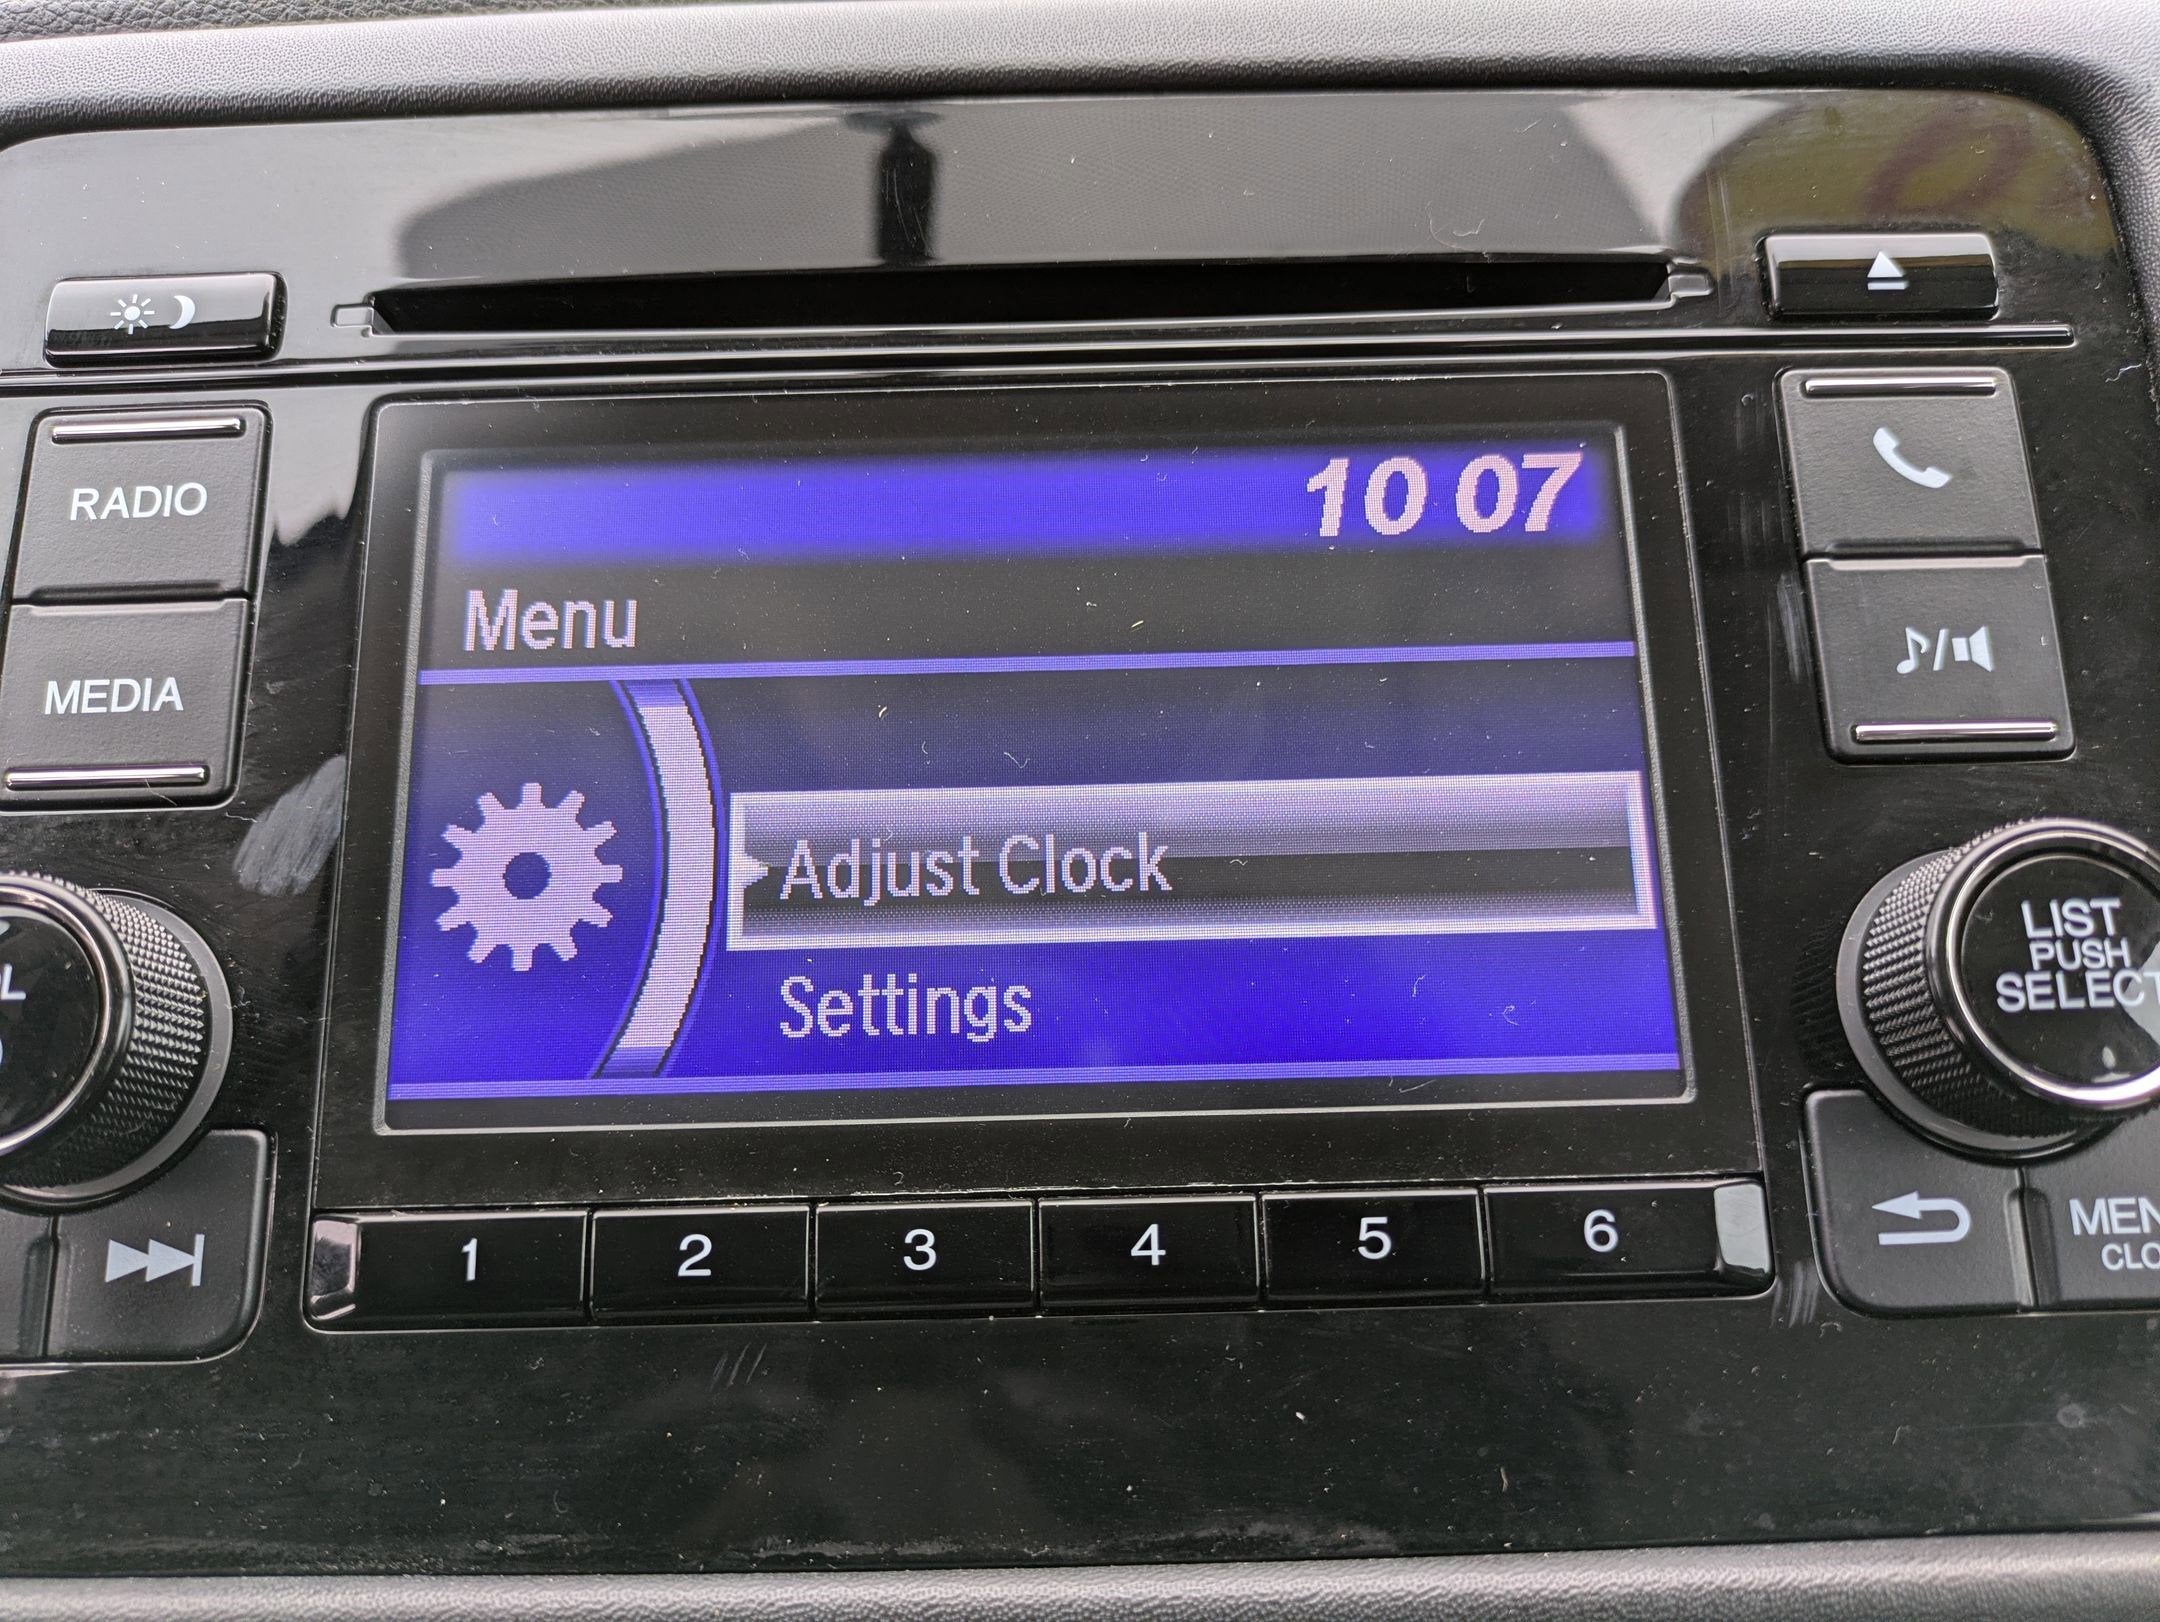 10 07
RADIO
Menu
MEDIA
Adjust Clock
LIST
PUSH
SELECT
Settings
1 2 3 4 5 6